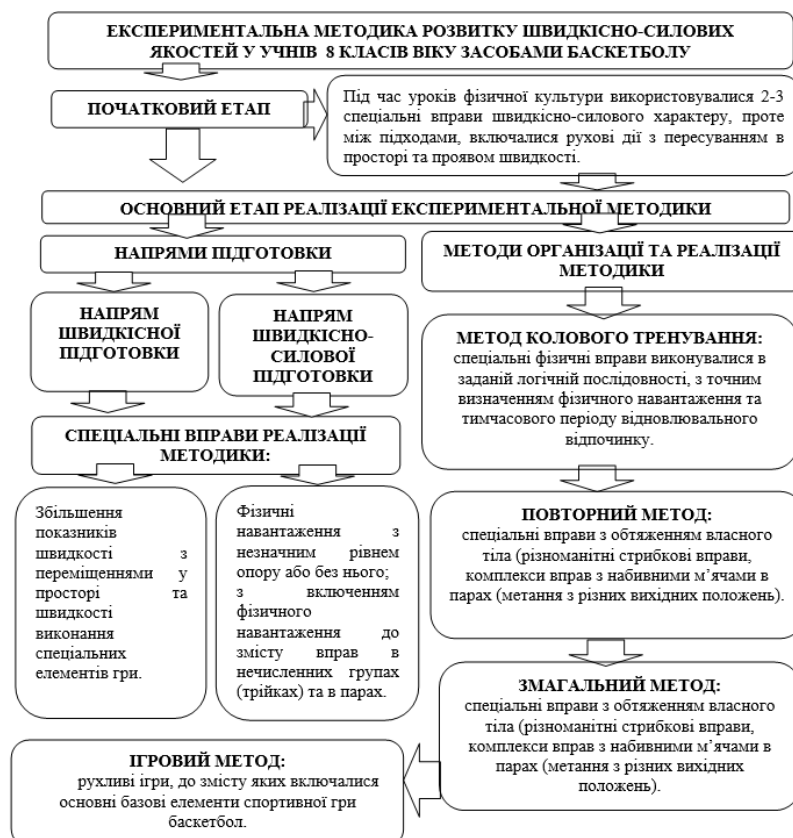 ЕКСПЕРИМЕНТАЛЬНА МЕТОДИКА РОЗВИТКУ ШВИДКІСНО-СИЛОВИХ
ЯКОСТЕЙ У УЧНІВ 8 КЛАСІВ ВІКУ ЗАСОБАМИ БАСКЕТБОЛУ
ПОЧАТКОВИЙ ЕТАП
Під час уроків фізичної культури використовувалися 2-3
спеціальні вправи швидкісно-силового характеру, проте
між підходами, включалися рухові дії з пересуванням в
просторі та проявом швидкості.
ОСНОВНИЙ ЕТАП РЕАЛІЗАЦІЇ ЕКСПЕРИМЕНТАЛЬНОЇ МЕТОДИКИ
НАПРЯМИ ПІДГОТОВКИ
НАПРЯМ
ШВИДКІСНОЇ
ПІДГОТОВКИ
НАПРЯМ
ШВИДКІСНО-
СИЛОВОЇ
ПІДГОТОВКИ
СПЕЦІАЛЬНІ ВПРАВИ РЕАЛІЗАЦІЇ
МЕТОДИКИ:
Збільшення
показників
швидкості з
переміщеннями у
просторі та
швидкості
виконання
спеціальних
елементів гри.
Фізичні
навантаження з
незначним рівнем
опору або без нього;
з включенням
фізичного
навантаження до
змісту вправ в
нечисленних групах
(трійках) та в парах.
МЕТОДИ ОРГАНІЗАЦІЇ ТА РЕАЛІЗАЦІЇ
МЕТОДИКИ
МЕТОД КОЛОВОГО ТРЕНУВАННЯ:
спеціальні фізичні вправи виконувалися в
заданій логічній послідовності, з точним
визначенням фізичного навантаження та
тимчасового періоду відновлювального
відпочинку.
ПОВТОРНИЙ МЕТОД:
спеціальні вправи з обтяженням власного
тіла (різноманітні стрибкові вправи,
комплекси вправ з набивними м’ячами в
парах (метання з різних вихідних положень).
ЗМАГАЛЬНИЙ МЕТОД:
спеціальні вправи з обтяженням власного
тіла (різноманітні стрибкові вправи,
комплекси вправ з набивними м’ячами в
парах (метання з різних вихідних
положень).
ІГРОВИЙ МЕТОД:
рухливі ігри, до змісту яких включалися
основні базові елементи спортивної гри
баскетбол.